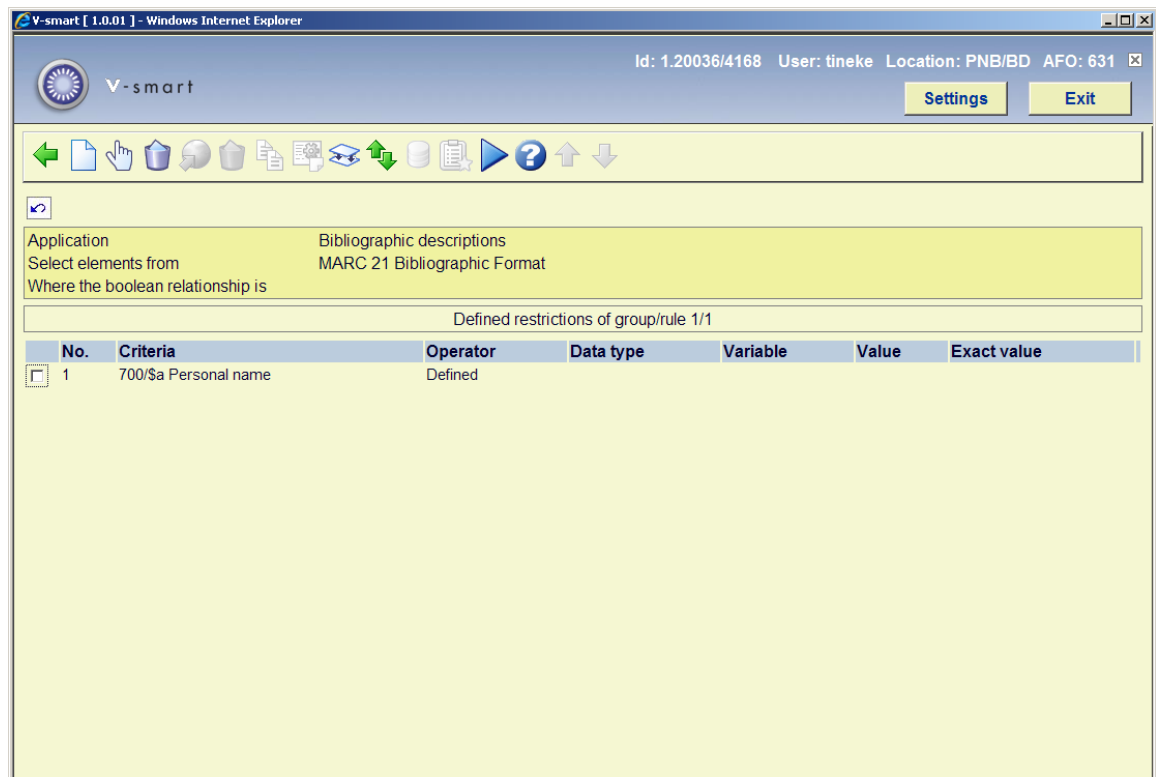 V-smart [ 1.0.01 ] - Windows Internet Explorer
Id: 1.20036/4168 User: tineke Location: PNB/BD AFO: 631
V-smart
Settings Exit
Application Bibliographic descriptions
Select elements from MARC 21 Bibliographic Format
Where the boolean relationship is
Defined restrictions of group/rule 1/1
No. Criteria Operator Data type Variable Value Exact value
1 700/$a Personal name Defined